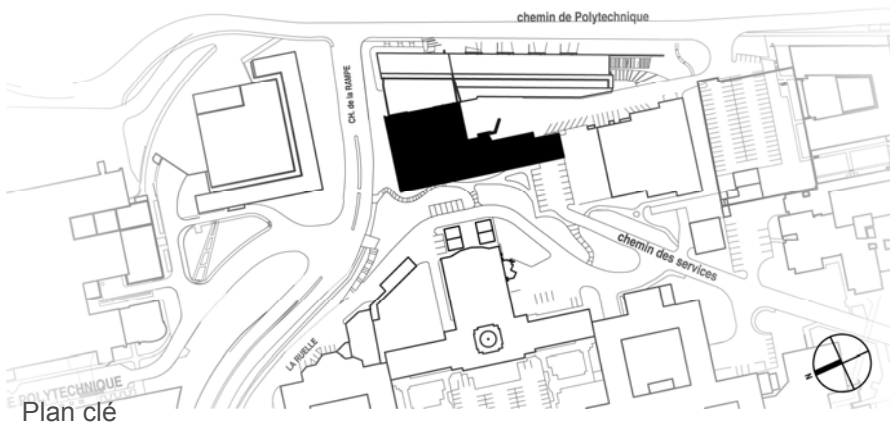 chemin de Polytechnique
CH. de la RAMPE
chemin des services
LA RUELLE
E POLYTECHNIQUE
N
Plan clé